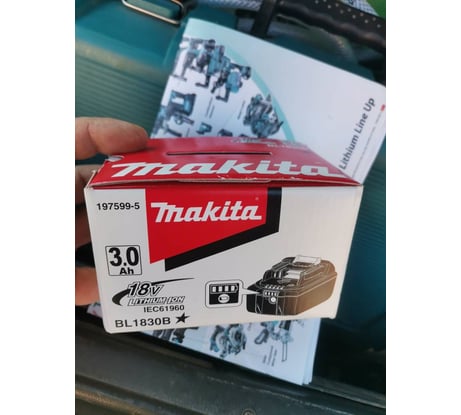 Lithium Line Up
makita
197599-5
makita
3.0
Ah
18V
LITHIUM ION
IEC61960
BL1830B